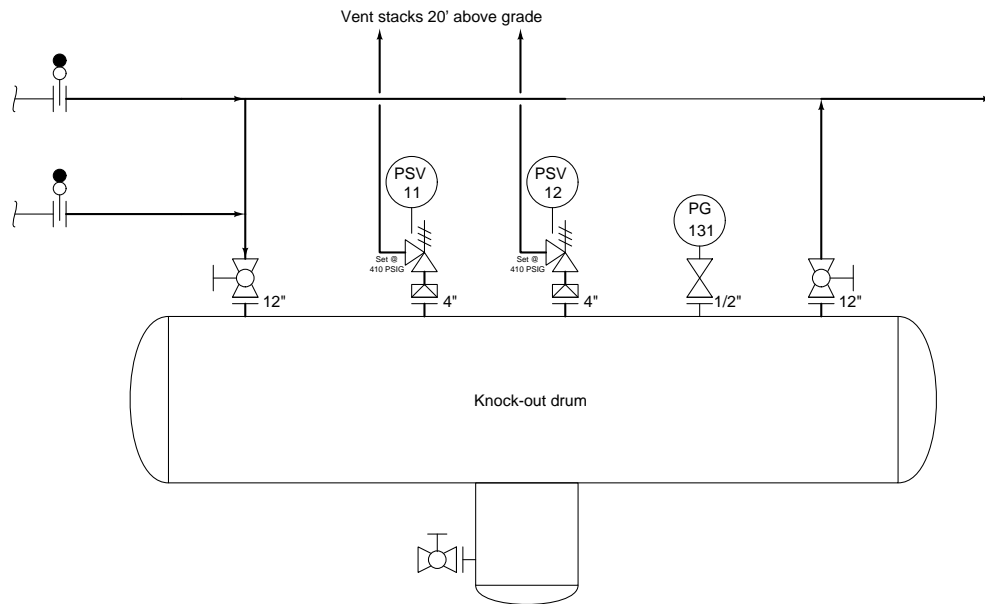 Vent stacks 20' above grade
PSV
11
PSV
12
PG
131
Set @
410 PSIG
Set @
410 PSIG
12"
4"
4"
1/2"
12"
Knock-out drum